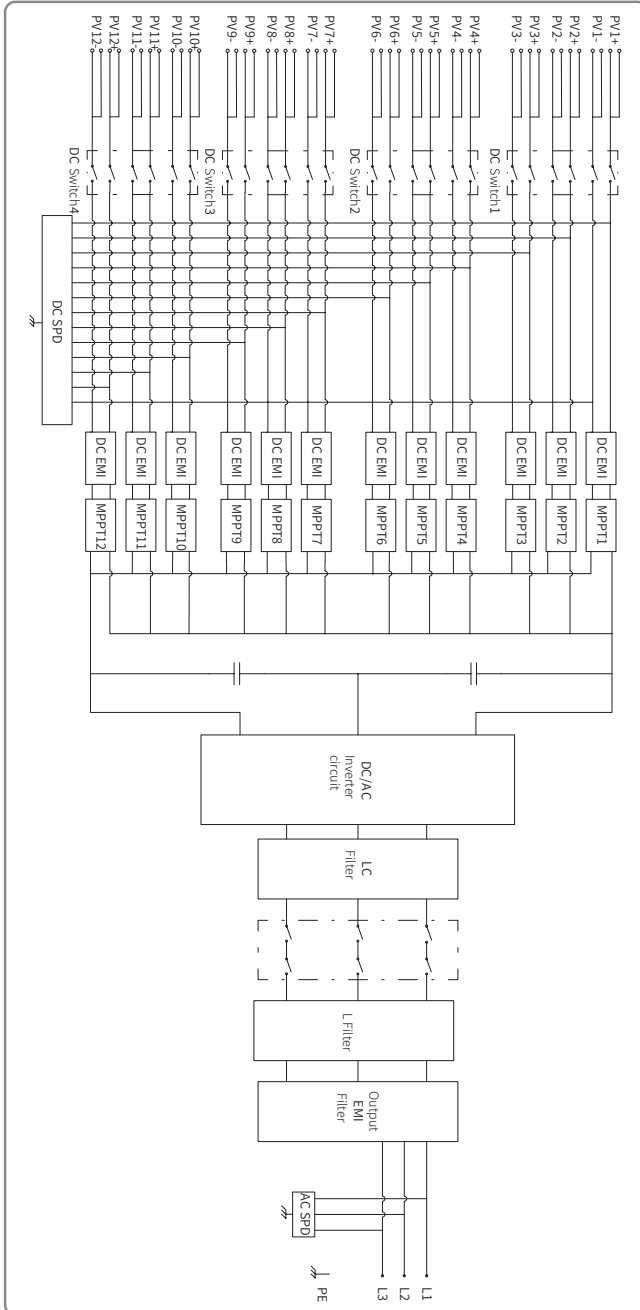 PV1+
PV1-
PV2+
PV2-
PV3+
PV3-
PV4+
PV4-
PV5+
PV5-
PV6+
PV6-
PV7+
PV7-
PV8+
PV8-
PV9+
PV9-
PV10+
PV10-
PV11+
PV11-
PV12+
PV12-
DC Switch1
DC Switch2
DC Switch3
DC Switch4
DC SPD
DC EMI
DC EMI
DC EMI
DC EMI
DC EMI
DC EMI
DC EMI
DC EMI
DC EMI
DC EMI
DC EMI
DC EMI
MPPT1
MPPT2
MPPT3
MPPT4
MPPT5
MPPT6
MPPT7
MPPT8
MPPT9
MPPT10
MPPT11
MPPT12
DC/AC
Inverter
circuit
LC
Filter
L Filter
Output
EMI
Filter
AC SPD
L1
L2
L3
PE